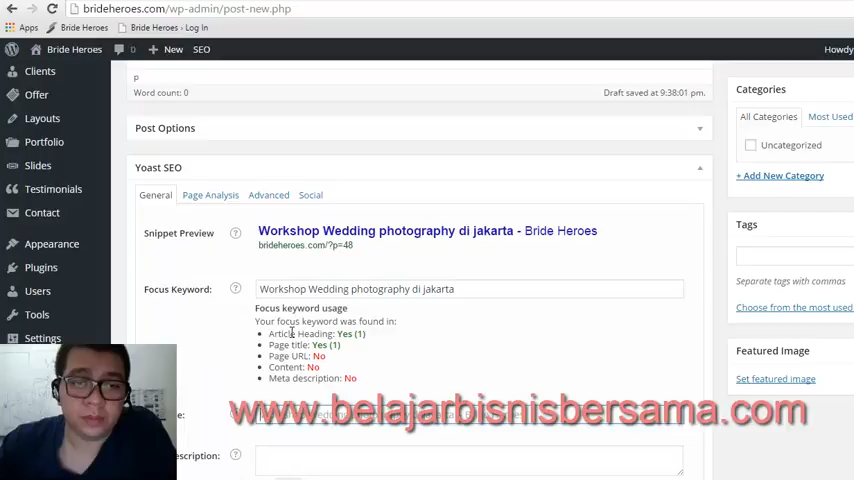 brideheroes.com/wp-admin/post-new.php
Apps Bride Heroes Bride Heroes › Log In
Bride Heroes 0 + New SEO Howdy
Clients
Offer
Layouts
Portfolio
Slides
Testimonials
Contact
Appearance
Plugins
Users
Tools
Settings
p
Word count: 0 Draft saved at 9:38:01 pm.
Post Options
Yoast SEO
General Page Analysis Advanced Social
Snippet Preview ? Workshop Wedding photography di jakarta - Bride Heroes
brideheroes.com/?p=48
Focus Keyword: ? Workshop Wedding photography di jakarta
Focus keyword usage
Your focus keyword was found in:
Article Heading: Yes (1)
Page title: Yes (1)
Page URL: No
Content: No
Meta description: No
www.belajarbisnisbersama.com
escription: ?
Categories
All Categories Most Used
Uncategorized
+ Add New Category
Tags
Separate tags with commas
Choose from the most used
Featured Image
Set featured image